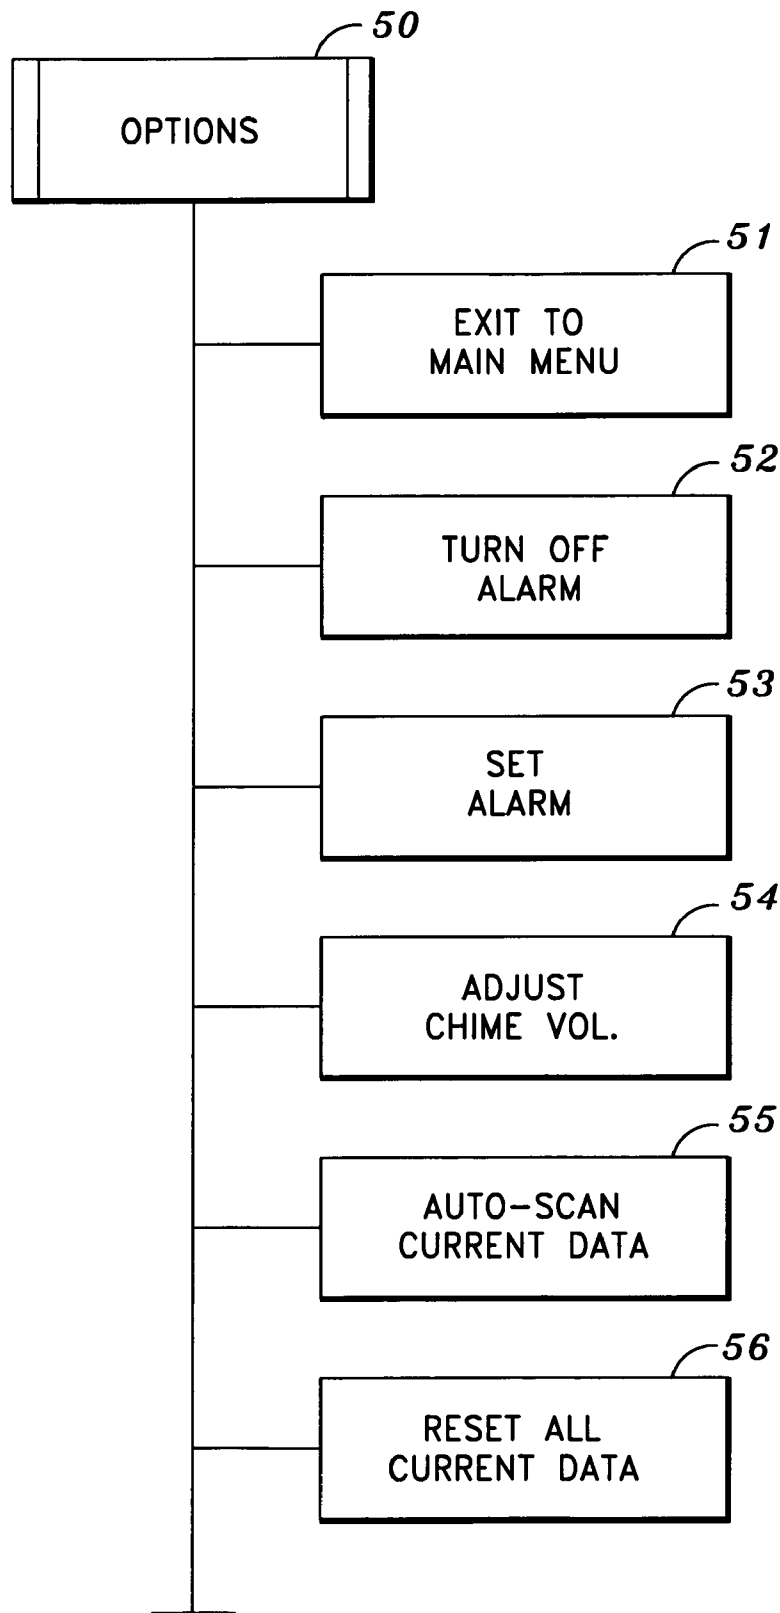 50
OPTIONS
51
EXIT TO
MAIN MENU
52
TURN OFF
ALARM
53
SET
ALARM
54
ADJUST
CHIME VOL.
55
AUTO-SCAN
CURRENT DATA
56
RESET ALL
CURRENT DATA